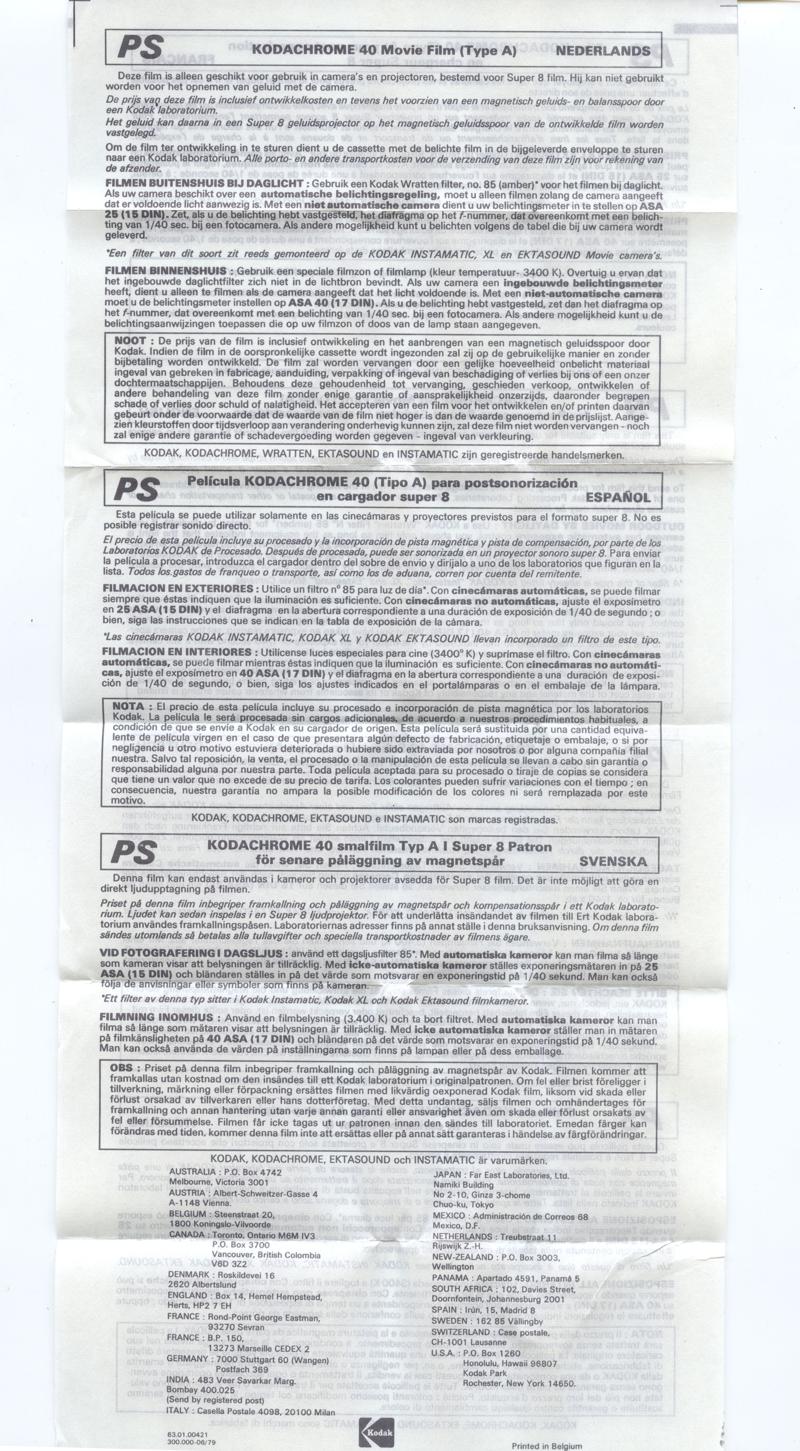 PS KODACHROME 40 Movie Film (Type A) NEDERLANDS
Deze film is alleen geschikt voor gebruik in camera's en projectoren, bestemd voor Super 8 film. Hij kan niet gebruikt
worden voor het opnemen van geluid met de camera.
De prijs van deze film is inclusief ontwikkelkosten en tevens het voorzien van een magnetisch geluids- en balansspoor door
een Kodak laboratorium.
Het geluid kan daarna in een Super 8 geluidsprojector op het magnetisch geluidsspoor van de ontwikkelde film worden
vastgelegd.
Om de film ter ontwikkeling in te sturen dient u de cassette met de belichte film in de bijgeleverde enveloppe te sturen
naar een Kodak laboratorium. Alle porto- en andere transportkosten voor de verzending van deze film zijn voor rekening van
de afzender.
FILMEN BUITENSHUIS BIJ DAGLICHT : Gebruik een Kodak Wratten filter, no. 85 (amber)* voor het filmen bij daglicht.
Als uw camera beschikt over een automatische belichtingsregeling, moet u alleen filmen zolang de camera aangeeft
dat er voldoende licht aanwezig is. Met een niet automatische camera dient u uw belichtingsmeter in te stellen op ASA
25 (15 DIN). Zet, als u de belichting hebt vastgesteld, het diafragma op het f-nummer, dat overeenkomt met een belich-
ting van 1/40 sec. bij een fotocamera. Als andere mogelijkheid kunt u belichten volgens de tabel die bij uw camera wordt
geleverd.
*Een filter van dit soort zit reeds gemonteerd op de KODAK INSTAMATIC, XL en EKTASOUND Movie camera's.
FILMEN BINNENSHUIS : Gebruik een speciale filmzon of filmlamp (kleur temperatuur- 3400 K). Overtuig u ervan dat
het ingebouwde daglichtfilter zich niet in de lichtbron bevindt. Als uw camera een ingebouwde belichtingsmeter
heeft, dient u alleen te filmen als de camera aangeeft dat het licht voldoende is. Met een niet-automatische camera
moet u de belichtingsmeter instellen op ASA 40 (17 DIN). Als u de belichting hebt vastgesteld, zet dan het diafragma op
het f-nummer, dat overeenkomt met een belichting van 1/40 sec. bij een fotocamera. Als andere mogelijkheid kunt u de
belichtingsaanwijzingen toepassen die op uw filmzon of doos van de lamp staan aangegeven.
NOOT : De prijs van de film is inclusief ontwikkeling en het aanbrengen van een magnetisch geluidsspoor door
Kodak. Indien de film in de oorspronkelijke cassette wordt ingezonden zal zij op de gebruikelijke manier en zonder
bijbetaling worden ontwikkeld. De film zal worden vervangen door een gelijke hoeveelheid onbelicht materiaal
ingeval van gebreken in fabricage, aanduiding, verpakking of ingeval van beschadiging of verlies bij ons of een onzer
dochtermaatschappijen. Behoudens deze gehoudenheid tot vervanging, geschieden verkoop, ontwikkelen of
andere behandeling van deze film zonder enige garantie of aansprakelijkheid onzerzijds, daaronder begrepen
schade of verlies door schuld of nalatigheid. Het accepteren van een film voor het ontwikkelen en/of printen daarvan
gebeurt onder de voorwaarde dat de waarde van de film niet hoger is dan de waarde genoemd in de prijslijst. Aange-
zien kleurstoffen door tijdsverloop aan verandering onderhevig kunnen zijn, zal deze film niet worden vervangen - noch
zal enige andere garantie of schadevergoeding worden gegeven - ingeval van verkleuring.
KODAK, KODACHROME, WRATTEN, EKTASOUND en INSTAMATIC zijn geregistreerde handelsmerken.
PS Película KODACHROME 40 (Tipo A) para postsonorización
en cargador super 8 ESPAÑOL
Esta película se puede utilizar solamente en las cinecámaras y proyectores previstos para el formato super 8. No es
posible registrar sonido directo.
El precio de esta película incluye su procesado y la incorporación de pista magnética y pista de compensación, por parte de los
Laboratorios KODAK de Procesado. Después de procesada, puede ser sonorizada en un proyector sonoro super 8. Para enviar
la película a procesar, introduzca el cargador dentro del sobre de envio y dirijalo a uno de los laboratorios que figuran en la
lista. Todos los gastos de franqueo o transporte, así como los de aduana, corren por cuenta del remitente.
FILMACION EN EXTERIORES : Utilice un filtro nº 85 para luz de día*. Con cinecámaras automáticas, se puede filmar
siempre que éstas indiquen que la iluminación es suficiente. Con cinecámaras no automáticas, ajuste el exposímetro
en 25 ASA (15 DIN) y el diafragma en la abertura correspondiente a una duración de exposición de 1/40 de segundo ; o
bien, siga las instrucciones que se indican en la tabla de exposición de la cámara.
*Las cinecámaras KODAK INSTAMATIC, KODAK XL y KODAK EKTASOUND llevan incorporado un filtro de este tipo.
FILMACION EN INTERIORES : Utilícense luces especiales para cine (3400° K) y suprímase el filtro. Con cinecámaras
automáticas, se puede filmar mientras éstas indiquen que la iluminación es suficiente. Con cinecámaras no automáti-
cas, ajuste el exposímetro en 40 ASA (17 DIN) y el diafragma en la abertura correspondiente a una duración de exposi-
ción de 1/40 de segundo, o bien, siga los ajustes indicados en el portalámparas o en el embalaje de la lámpara.
NOTA : El precio de esta película incluye su procesado e incorporación de pista magnética por los laboratorios
Kodak. La película le será procesada sin cargos adicionales, de acuerdo a nuestros procedimientos habituales, a
condición de que se envie a Kodak en su cargador de origen. Esta película será sustituida por una cantidad equiva-
lente de película virgen en el caso de que presentara algún defecto de fabricación, etiquetaje o embalaje, o si por
negligencia u otro motivo estuviera deteriorada o hubiere sido extraviada por nosotros o por alguna compañía filial
nuestra. Salvo tal reposición, la venta, el procesado o la manipulación de esta película se llevan a cabo sin garantía o
responsabilidad alguna por nuestra parte. Toda película aceptada para su procesado o tiraje de copias se considera
que tiene un valor que no excede de su precio de tarifa. Los colorantes pueden sufrir variaciones con el tiempo ; en
consecuencia, nuestra garantía no ampara la posible modificación de los colores ni será remplazada por este
motivo.
KODAK, KODACHROME, EKTASOUND e INSTAMATIC son marcas registradas.
PS KODACHROME 40 smalfilm Typ A I Super 8 Patron
för senare påläggning av magnetspår SVENSKA
Denna film kan endast användas i kameror och projektorer avsedda för Super 8 film. Det är inte möjligt att göra en
direkt ljudupptagning på filmen.
Priset på denna film inbegriper framkallning och påläggning av magnetspår och kompensationsspår i ett Kodak laborato-
rium. Ljudet kan sedan inspelas i en Super 8 ljudprojektor. För att underlätta insändandet av filmen till Ert Kodak labora-
torium användes framkallningspåsen. Laboratoriernas adresser finns på annat ställe i denna bruksanvisning. Om denna film
sändes utomlands så betalas alla tullavgifter och speciella transportkostnader av filmens ägare.
VID FOTOGRAFERING I DAGSLJUS : använd ett dagsljusfilter 85*. Med automatiska kameror kan man filma så länge
som kameran visar att belysningen är tillräcklig. Med icke-automatiska kameror ställes exponeringsmätaren in på 25
ASA (15 DIN) och bländaren ställes in på det värde som motsvarar en exponeringstid på 1/40 sekund. Man kan också
följa de anvisningar eller symboler som finns på kameran.
*Ett filter av denna typ sitter i Kodak Instamatic, Kodak XL och Kodak Ektasound filmkameror.
FILMNING INOMHUS : Använd en filmbelysning (3.400 K) och ta bort filtret. Med automatiska kameror kan man
filma så länge som mätaren visar att belysningen är tillräcklig. Med icke automatiska kameror ställer man in mätaren
på filmkänsligheten på 40 ASA (17 DIN) och bländaren på det värde som motsvarar en exponeringstid på 1/40 sekund.
Man kan också använda de värden på inställningarna som finns på lampan eller på dess emballage.
OBS : Priset på denna film inbegriper framkallning och påläggning av magnetspår av Kodak. Filmen kommer att
framkallas utan kostnad om den insändes till ett Kodak laboratorium i originalpatronen. Om fel eller brist föreligger i
tillverkning, märkning eller förpackning ersättes filmen med likvärdig oexponerad Kodak film, liksom vid skada eller
förlust orsakad av tillverkaren eller hans dotterföretag. Med detta undantag, säljs filmen och omhändertages för
framkallning och annan hantering utan varje annan garanti eller ansvarighet även om skada eller förlust orsakats av
fel eller försummelse. Filmen får icke tagas ut ur patronen innan den sändes till laboratoriet. Emedan färger kan
förändras med tiden, kommer denna film inte att ersättas eller på annat sätt garanteras i händelse av färgförändringar.
KODAK, KODACHROME, EKTASOUND och INSTAMATIC är varumärken.
AUSTRALIA : P.O. Box 4742
Melbourne, Victoria 3001
AUSTRIA : Albert-Schweitzer-Gasse 4
A-1148 Vienna.
BELGIUM : Steenstraat 20,
1800 Koningslo-Vilvoorde
CANADA : Toronto, Ontario M6M IV3
P.O. Box 3700
Vancouver, British Colombia
V6D 3Z2
DENMARK : Roskildevei 16
2620 Albertslund
ENGLAND : Box 14, Hemel Hempstead,
Herts, HP2 7 EH
FRANCE : Rond-Point George Eastman,
93270 Sevran
FRANCE : B.P. 150,
13273 Marseille CEDEX 2
GERMANY : 7000 Stuttgart 60 (Wangen)
Postfach 369
INDIA : 483 Veer Savarkar Marg.
Bombay 400.025
(Send by registered post)
ITALY : Casella Postale 4098, 20100 Milan
JAPAN : Far East Laboratories, Ltd.
Namiki Building
No 2-10, Ginza 3-chome
Chuo-ku, Tokyo
MEXICO : Administración de Correos 68
Mexico, D.F.
NETHERLANDS : Treubstraat 11
Rijswijk Z.-H.
NEW-ZEALAND : P.O. Box 3003,
Wellington
PANAMA : Apartado 4591, Panamá 5
SOUTH AFRICA : 102, Davies Street,
Doornfontein, Johannesburg 2001
SPAIN : Irún, 15, Madrid 8
SWEDEN : 162 85 Vällingby
SWITZERLAND : Case postale,
CH-1001 Lausanne
U.S.A. : P.O. Box 1260
Honolulu, Hawaii 96807
Kodak Park
Rochester, New York 14650.
63.01.00421
300.000-06/79
Kodak
Printed in Belgium